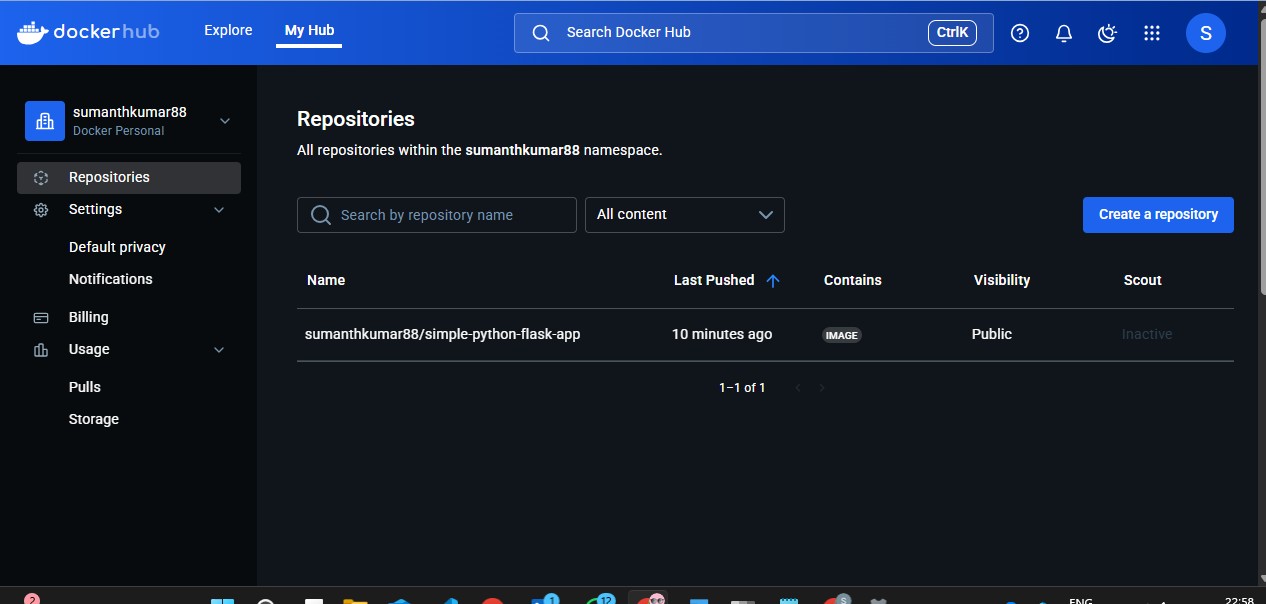 dockerhub Explore My Hub Search Docker Hub CtrlK S
sumanthkumar88
Docker Personal
Repositories
Settings
Default privacy
Notifications
Billing
Usage
Pulls
Storage
Repositories
All repositories within the sumanthkumar88 namespace.
Search by repository name All content Create a repository
Name Last Pushed Contains Visibility Scout
sumanthkumar88/simple-python-flask-app 10 minutes ago IMAGE Public Inactive
1–1 of 1
2 1 12 S ENG 22:58